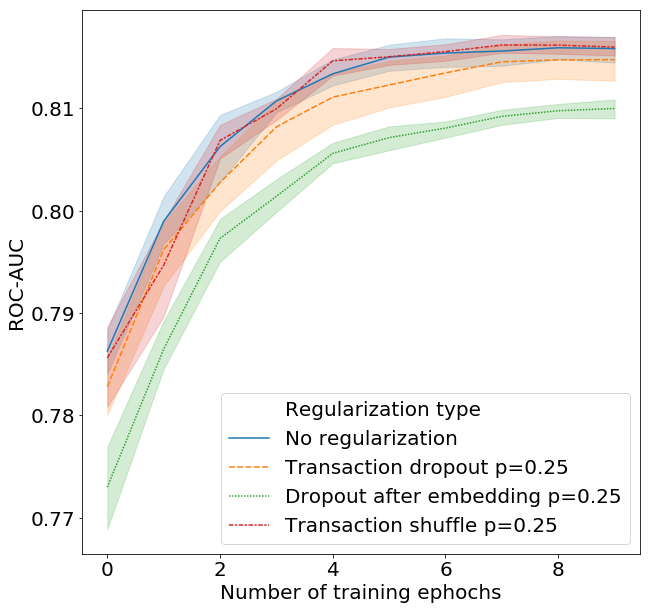 0.81
0.80
0.79
0.78
0.77
ROC-AUC
Regularization type
No regularization
Transaction dropout p=0.25
Dropout after embedding p=0.25
Transaction shuffle p=0.25
0 2 4 6 8
Number of training ephochs